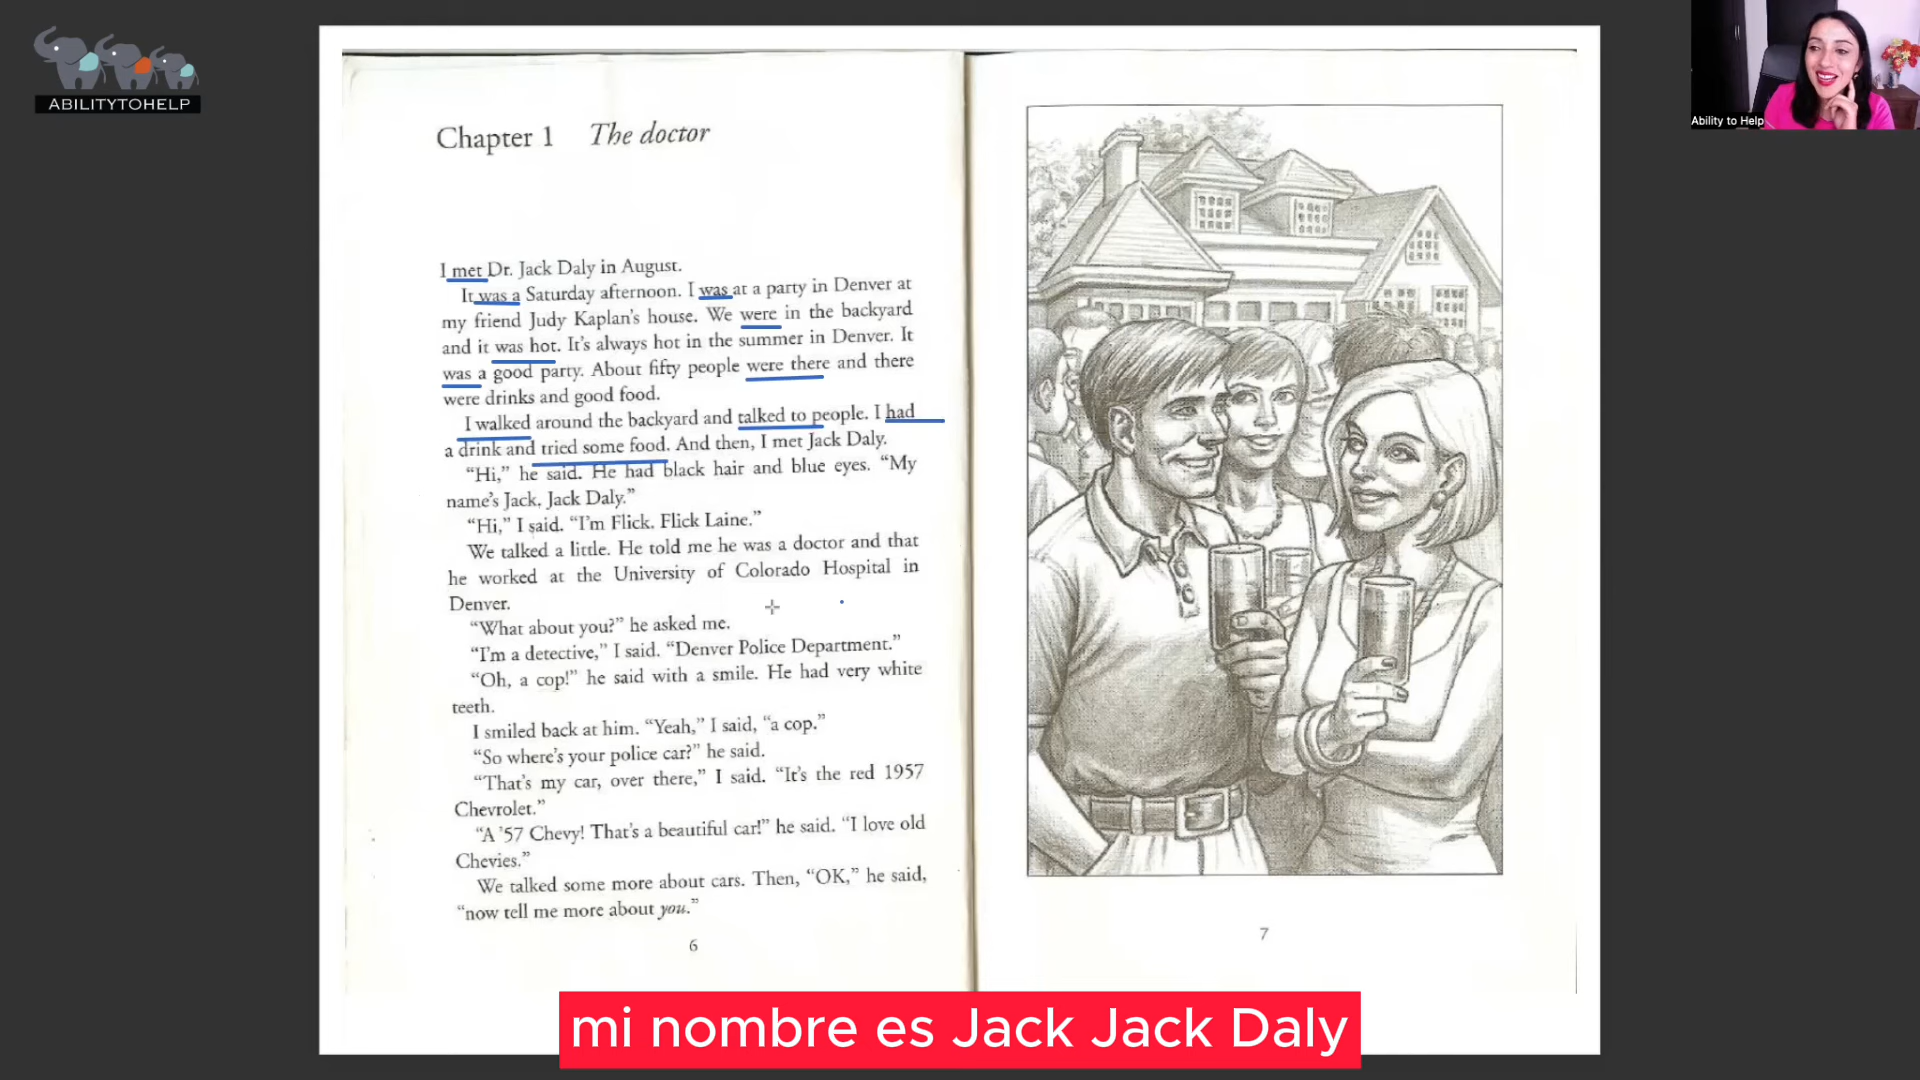 ABILITYTOHELP
Ability to Help
Chapter 1 The doctor
I met Dr. Jack Daly in August.
It was a Saturday afternoon. I was at a party in Denver at
my friend Judy Kaplan's house. We were in the backyard
and it was hot. It's always hot in the summer in Denver. It
was a good party. About fifty people were there and there
were drinks and good food.
I walked around the backyard and talked to people. I had
a drink and tried some food. And then, I met Jack Daly.
“Hi,” he said. He had black hair and blue eyes. “My
name's Jack. Jack Daly.”
“Hi,” I said. “I'm Flick. Flick Laine.”
We talked a little. He told me he was a doctor and that
he worked at the University of Colorado Hospital in
Denver.
“What about you?” he asked me.
“I'm a detective,” I said. “Denver Police Department.”
“Oh, a cop!” he said with a smile. He had very white
teeth.
I smiled back at him. “Yeah,” I said, “a cop.”
“So where's your police car?” he said.
“That's my car, over there,” I said. “It's the red 1957
Chevrolet.”
“A '57 Chevy! That's a beautiful car!” he said. “I love old
Chevies.”
We talked some more about cars. Then, “OK,” he said,
“now tell me more about you.”
6
7
mi nombre es Jack Jack Daly